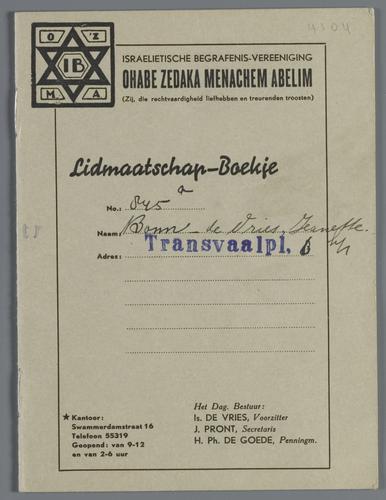 4304
O Z
IB
M A
ISRAELIETISCHE BEGRAFENIS-VEREENIGING
OHABE ZEDAKA MENACHEM ABELIM
(Zij, die rechtvaardigheid liefhebben en treurenden troosten)
Lidmaatschap-Boekje
a
No.: 845
Naam: Bonn-de Vries, Jeanette.
Transvaalpl. 6
Adres:
★ Kantoor:
Swammerdamstraat 16
Telefoon 55319
Geopend: van 9-12
en van 2-6 uur
Het Dag. Bestuur:
Is. DE VRIES, Voorzitter
J. PRONT, Secretaris
H. Ph. DE GOEDE, Penningm.